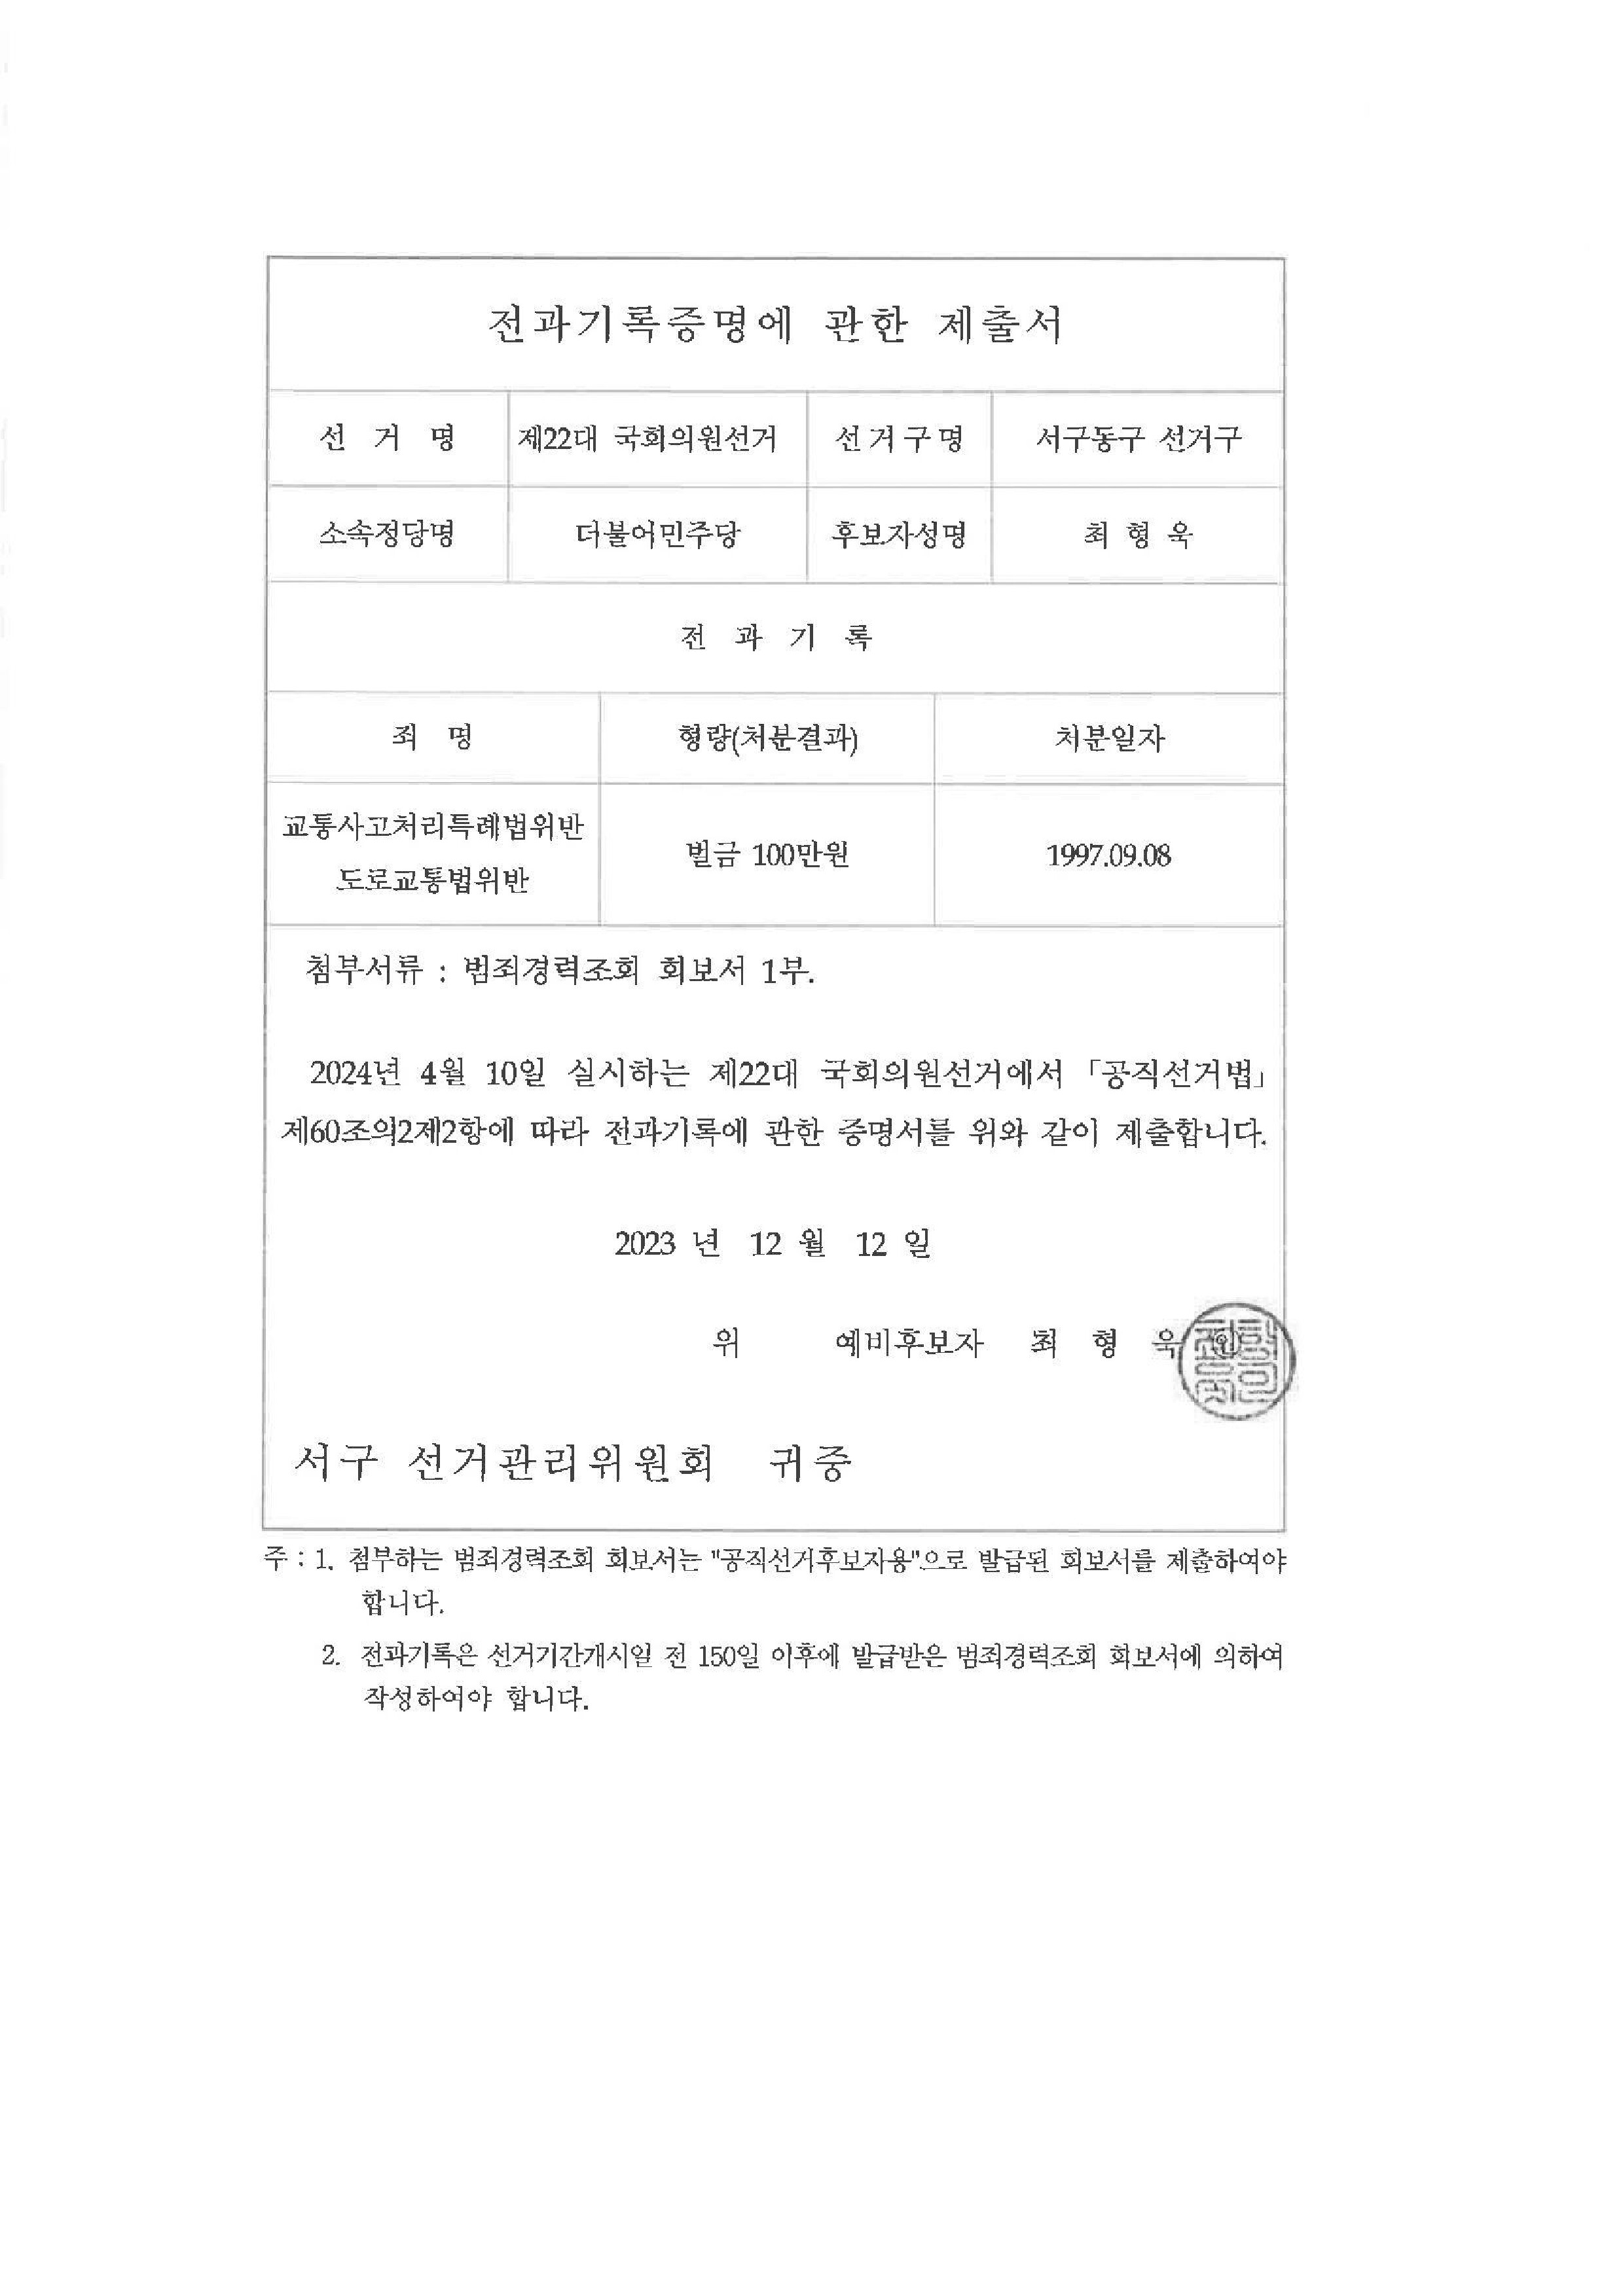 전과기록증명에 관한 제출서
선 거 명 제22대 국회의원선거 선거구명 서구동구 선거구
소속정당명 더불어민주당 후보자성명 최 형 욱
전 과 기 록
죄 명 형량(처분결과) 처분일자
교통사고처리특례법위반
도로교통법위반
벌금 100만원 1997.09.08
첨부서류 : 범죄경력조회 회보서 1부.
2024년 4월 10일 실시하는 제22대 국회의원선거에서 「공직선거법」
제60조의2제2항에 따라 전과기록에 관한 증명서를 위와 같이 제출합니다.
2023 년 12 월 12 일
위 예비후보자 최 형 욱 인
서구 선거관리위원회 귀중
주 : 1. 첨부하는 범죄경력조회 회보서는 "공직선거후보자용"으로 발급된 회보서를 제출하여야
합니다.
2. 전과기록은 선거기간개시일 전 150일 이후에 발급받은 범죄경력조회 회보서에 의하여
작성하여야 합니다.